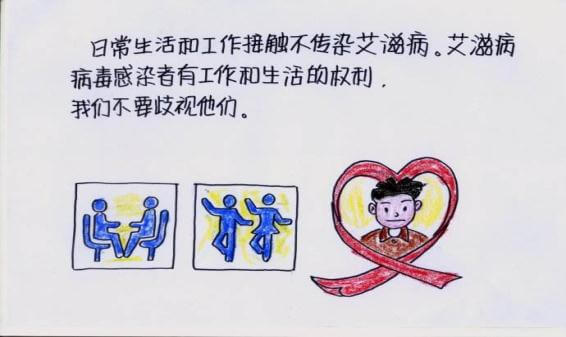 日常生活和工作接触不传染艾滋病。艾滋病
病毒感染者有工作和生活的权利，
我们不要歧视他们。